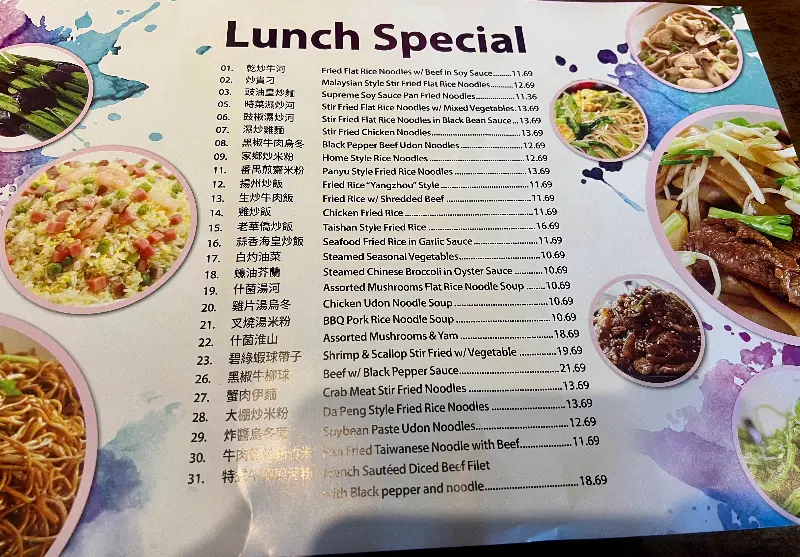 Lunch Special
01. 乾炒牛河 Fried Flat Rice Noodles w/ Beef in Soy Sauce........11.69
02. 炒貴刁 Malaysian Style Stir Fried Flat Rice Noodles............12.69
03. 豉油皇炒麵 Supreme Soy Sauce Pan Fried Noodles.................11.36
05. 時菜濕炒河 Stir Fried Flat Rice Noodles w/ Mixed Vegetables.13.69
06. 豉椒濕炒河 Stir Fried Flat Rice Noodles in Black Bean Sauce...13.69
07. 濕炒雞麵 Stir Fried Chicken Noodles................................13.69
08. 黑椒牛肉烏冬 Black Pepper Beef Udon Noodles........................12.69
09. 家鄉炒米粉 Home Style Rice Noodles..................................12.69
11. 番禺煎齋米粉 Panyu Style Fried Rice Noodles..........................13.69
12. 揚州炒飯 Fried Rice "Yangzhou" Style.................................11.69
13. 生炒牛肉飯 Fried Rice w/ Shredded Beef..............................11.69
14. 雞炒飯 Chicken Fried Rice.............................................11.69
15. 老華僑炒飯 Taishan Style Fried Rice....................................16.69
16. 蒜香海皇炒飯 Seafood Fried Rice in Garlic Sauce......................11.69
17. 白灼油菜 Steamed Seasonal Vegetables...........................10.69
18. 蠔油芥蘭 Steamed Chinese Broccoli in Oyster Sauce......10.69
19. 什菌湯河 Assorted Mushrooms Flat Rice Noodle Soup.....10.69
20. 雞片湯烏冬 Chicken Udon Noodle Soup.............................10.69
21. 叉燒湯米粉 BBQ Pork Rice Noodle Soup.............................10.69
22. 什菌淮山 Assorted Mushrooms & Yam..............................18.69
23. 碧綠蝦球帶子 Shrimp & Scallop Stir Fried w/ Vegetable............19.69
26. 黑椒牛柳球 Beef w/ Black Pepper Sauce................................21.69
27. 蟹肉伊麵 Crab Meat Stir Fried Noodles...........................13.69
28. 大棚炒米粉 Da Peng Style Fried Rice Noodles......................13.69
29. 炸醬烏冬 Soybean Paste Udon Noodles...........................12.69
30. 牛肉 Pan Fried Taiwanese Noodle with Beef...............11.69
31. French Sautéed Diced Beef Filet
with Black pepper and noodle...........................18.69